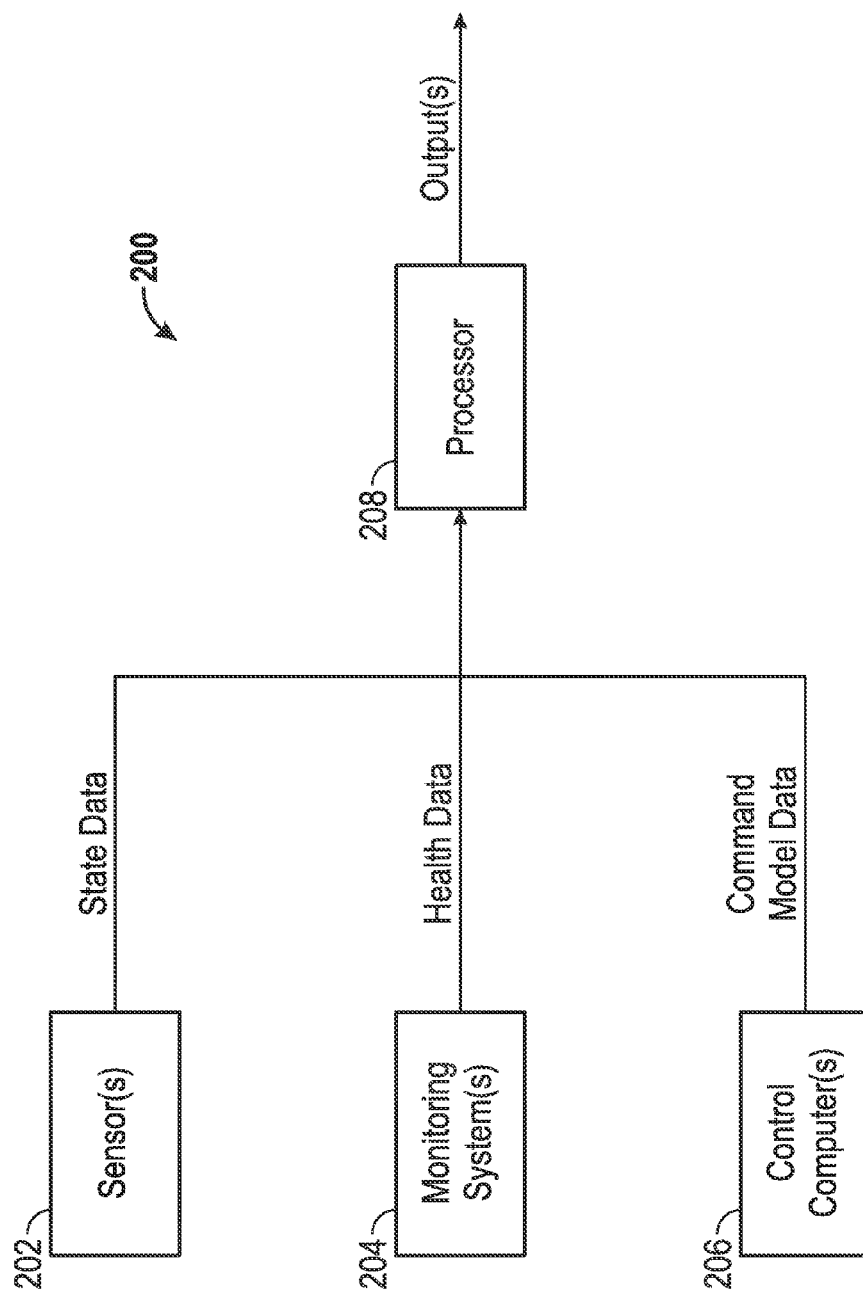 200
202
Sensor(s)
State Data
204
Monitoring
System(s)
Health Data
206
Control
Computer(s)
Command
Model Data
208
Processor
Output(s)